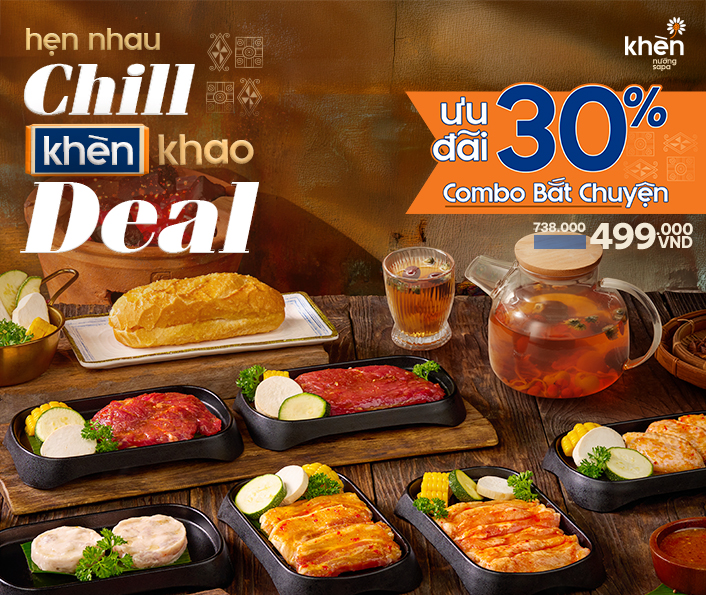 hẹn nhau
Chill
khèn khao
Deal
khèn
nướng
sapa
ưu đãi 30%
Combo Bắt Chuyện
738.000
499.000 VND